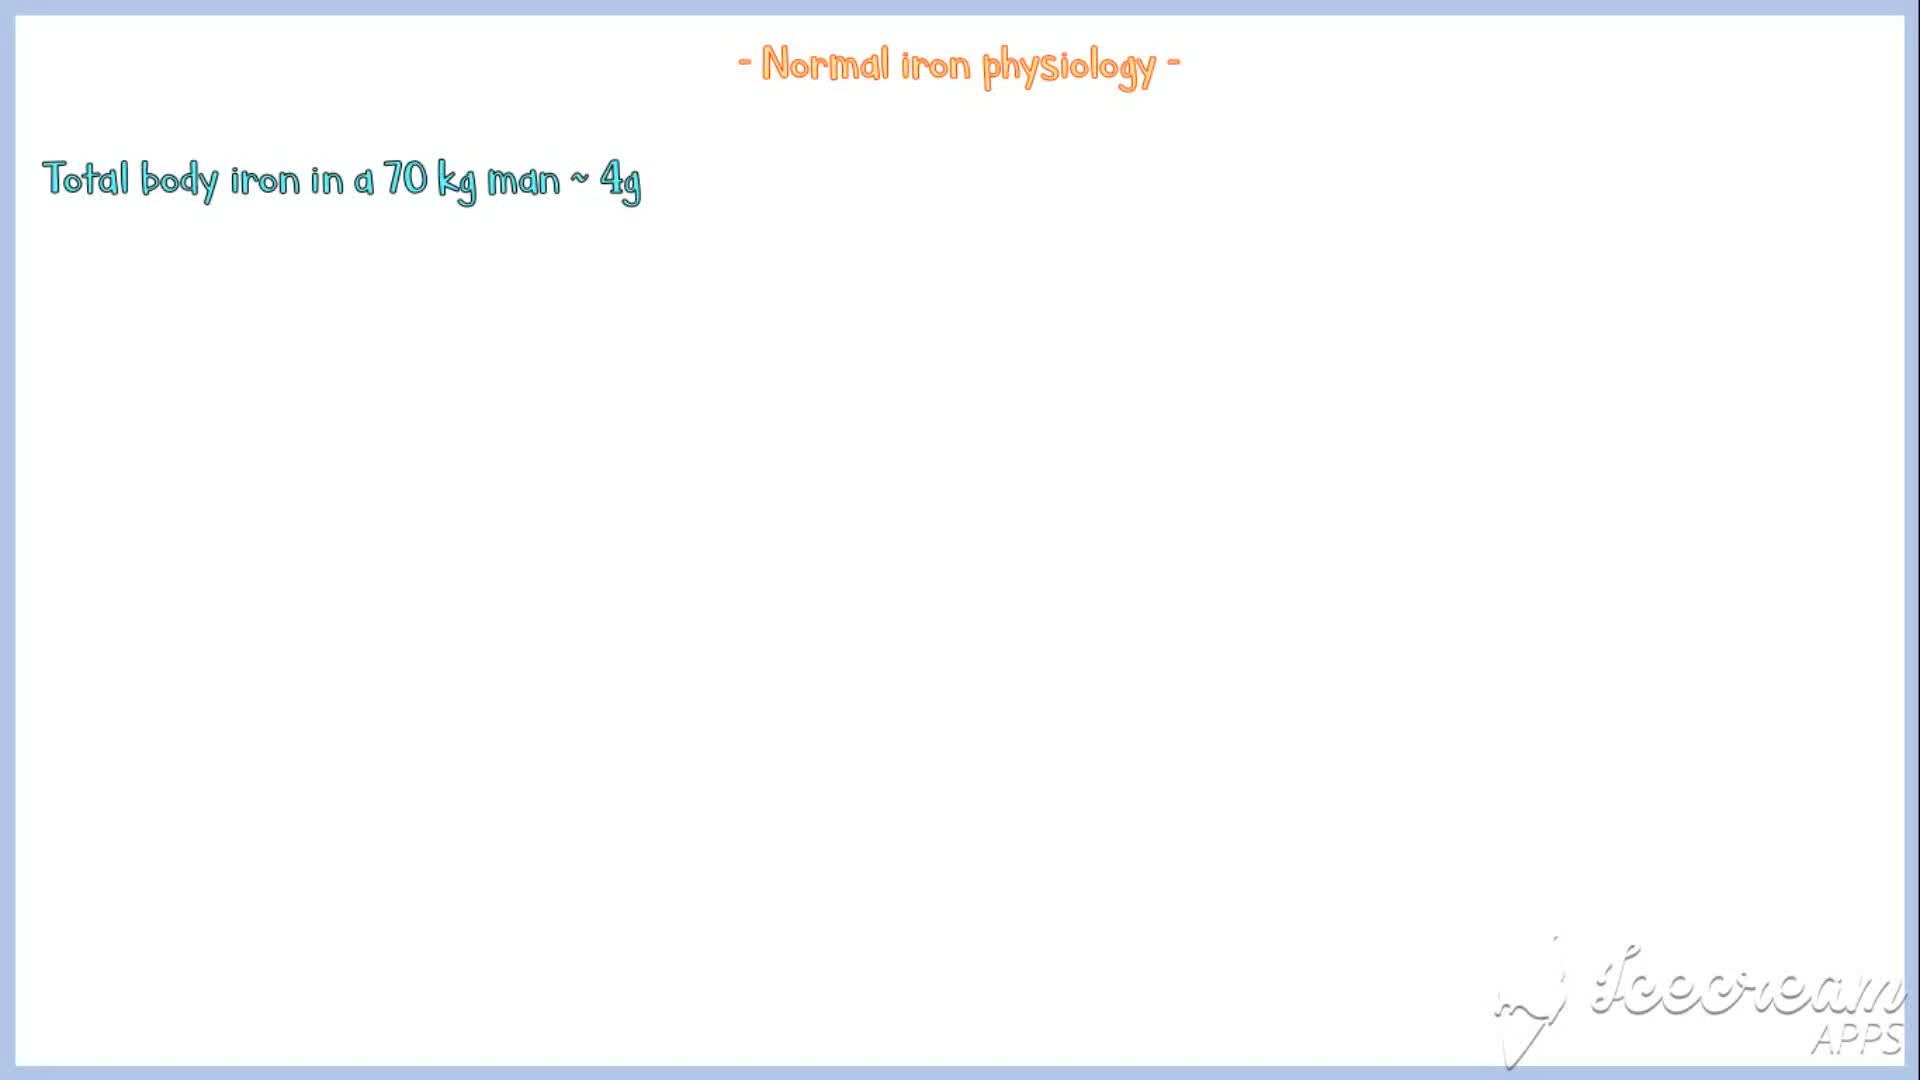 - Normal iron physiology -
Total body iron in a 70 kg man ~ 4g
Icecream
APPS